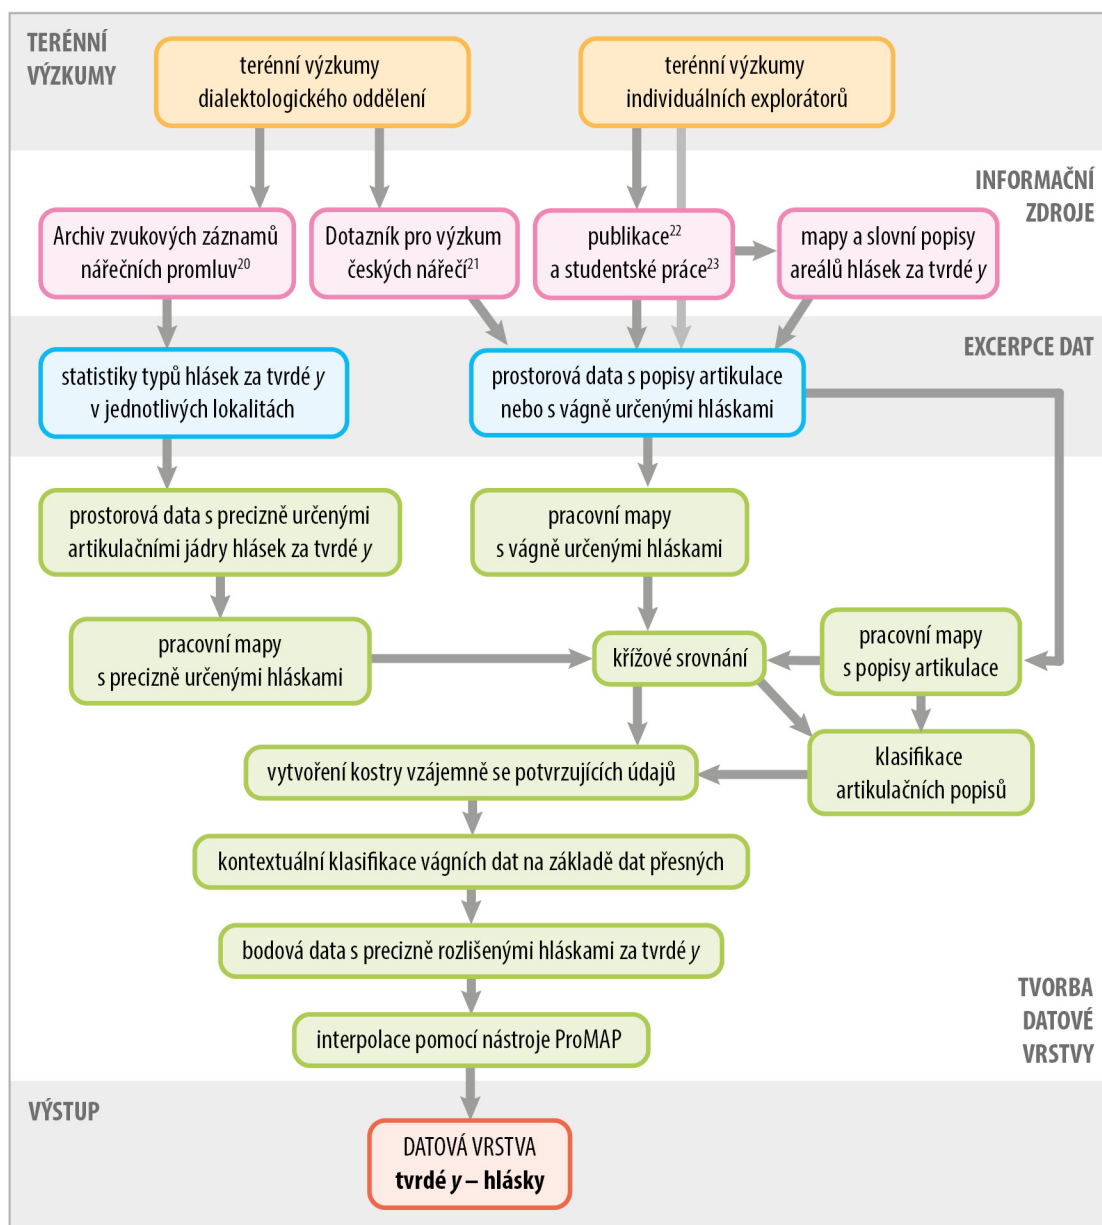 TERÉNNÍ
VÝZKUMY
terénní výzkumy
dialektologického oddělení
terénní výzkumy
individuálních explorátorů
INFORMAČNÍ
ZDROJE
Archiv zvukových záznamů
nářečních promluv20
Dotazník pro výzkum
českých nářečí21
publikace22
a studentské práce23
mapy a slovní popisy
areálů hlásek za tvrdé y
EXCERPCE DAT
statistiky typů hlásek za tvrdé y
v jednotlivých lokalitách
prostorová data s popisy artikulace
nebo s vágně určenými hláskami
prostorová data s precizně určenými
artikulačními jádry hlásek za tvrdé y
pracovní mapy
s vágně určenými hláskami
pracovní mapy
s precizně určenými hláskami
křížové srovnání
pracovní mapy
s popisy artikulace
vytvoření kostry vzájemně se potvrzujících údajů
klasifikace
artikulačních popisů
kontextuální klasifikace vágních dat na základě dat přesných
bodová data s precizně rozlišenými hláskami za tvrdé y
interpolace pomocí nástroje ProMAP
TVORBA
DATOVÉ
VRSTVY
VÝSTUP
DATOVÁ VRSTVA
tvrdé y – hlásky